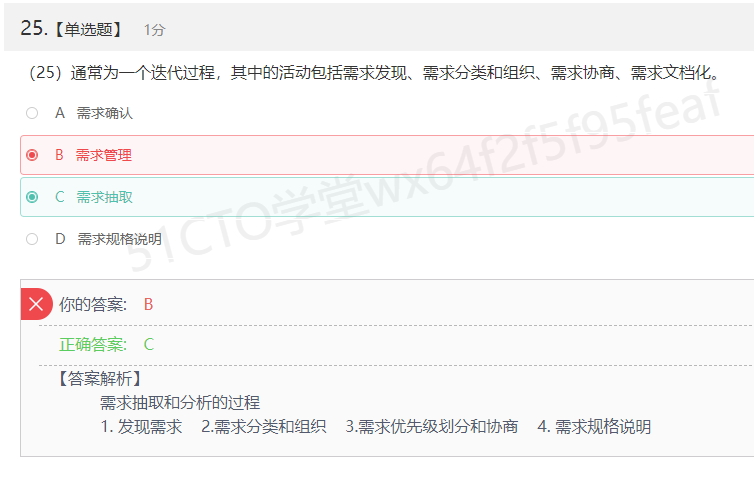 25.【单选题】 1分
（25）通常为一个迭代过程，其中的活动包括需求发现、需求分类和组织、需求协商、需求文档化。
A 需求确认
B 需求管理
C 需求抽取
D 需求规格说明
51CTO学堂wx64f2f5f95feaf
你的答案: B
正确答案: C
【答案解析】
需求抽取和分析的过程
1. 发现需求 2.需求分类和组织 3.需求优先级划分和协商 4. 需求规格说明